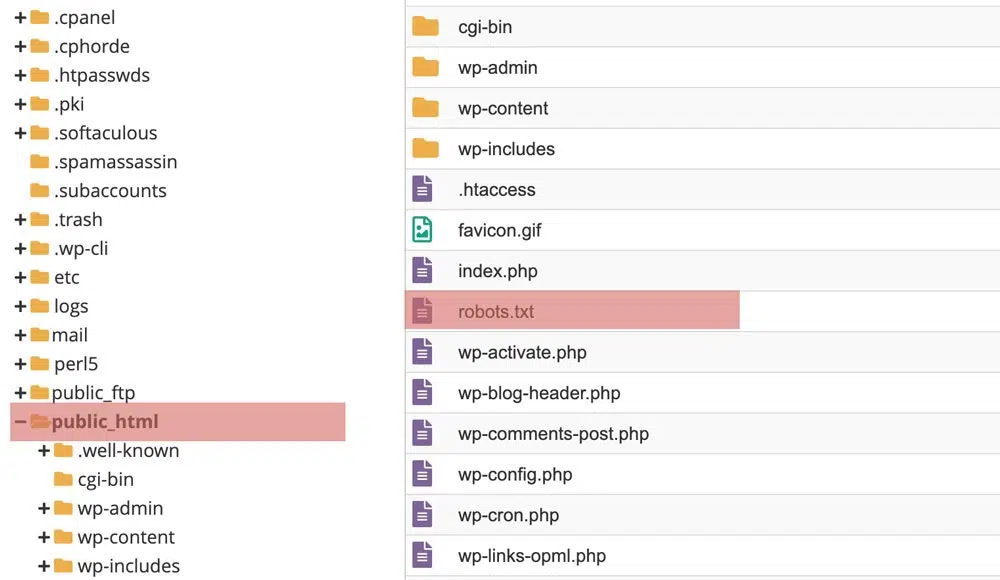 .cpanel
.cphorde
.htpasswds
.pki
.softaculous
.spamassassin
.subaccounts
.trash
.wp-cli
etc
logs
mail
perl5
public_ftp
public_html
.well-known
cgi-bin
wp-admin
wp-content
wp-includes
cgi-bin
wp-admin
wp-content
wp-includes
.htaccess
favicon.gif
index.php
robots.txt
wp-activate.php
wp-blog-header.php
wp-comments-post.php
wp-config.php
wp-cron.php
wp-links-opml.php